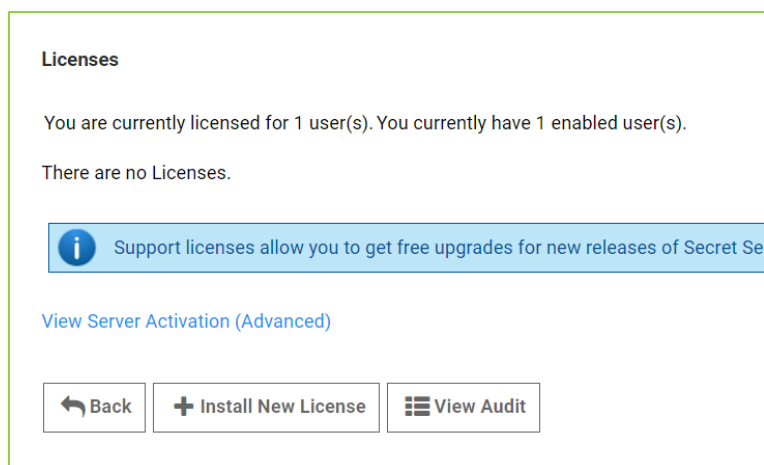 Licenses
You are currently licensed for 1 user(s). You currently have 1 enabled user(s).
There are no Licenses.
Support licenses allow you to get free upgrades for new releases of Secret Se
View Server Activation (Advanced)
Back Install New License View Audit